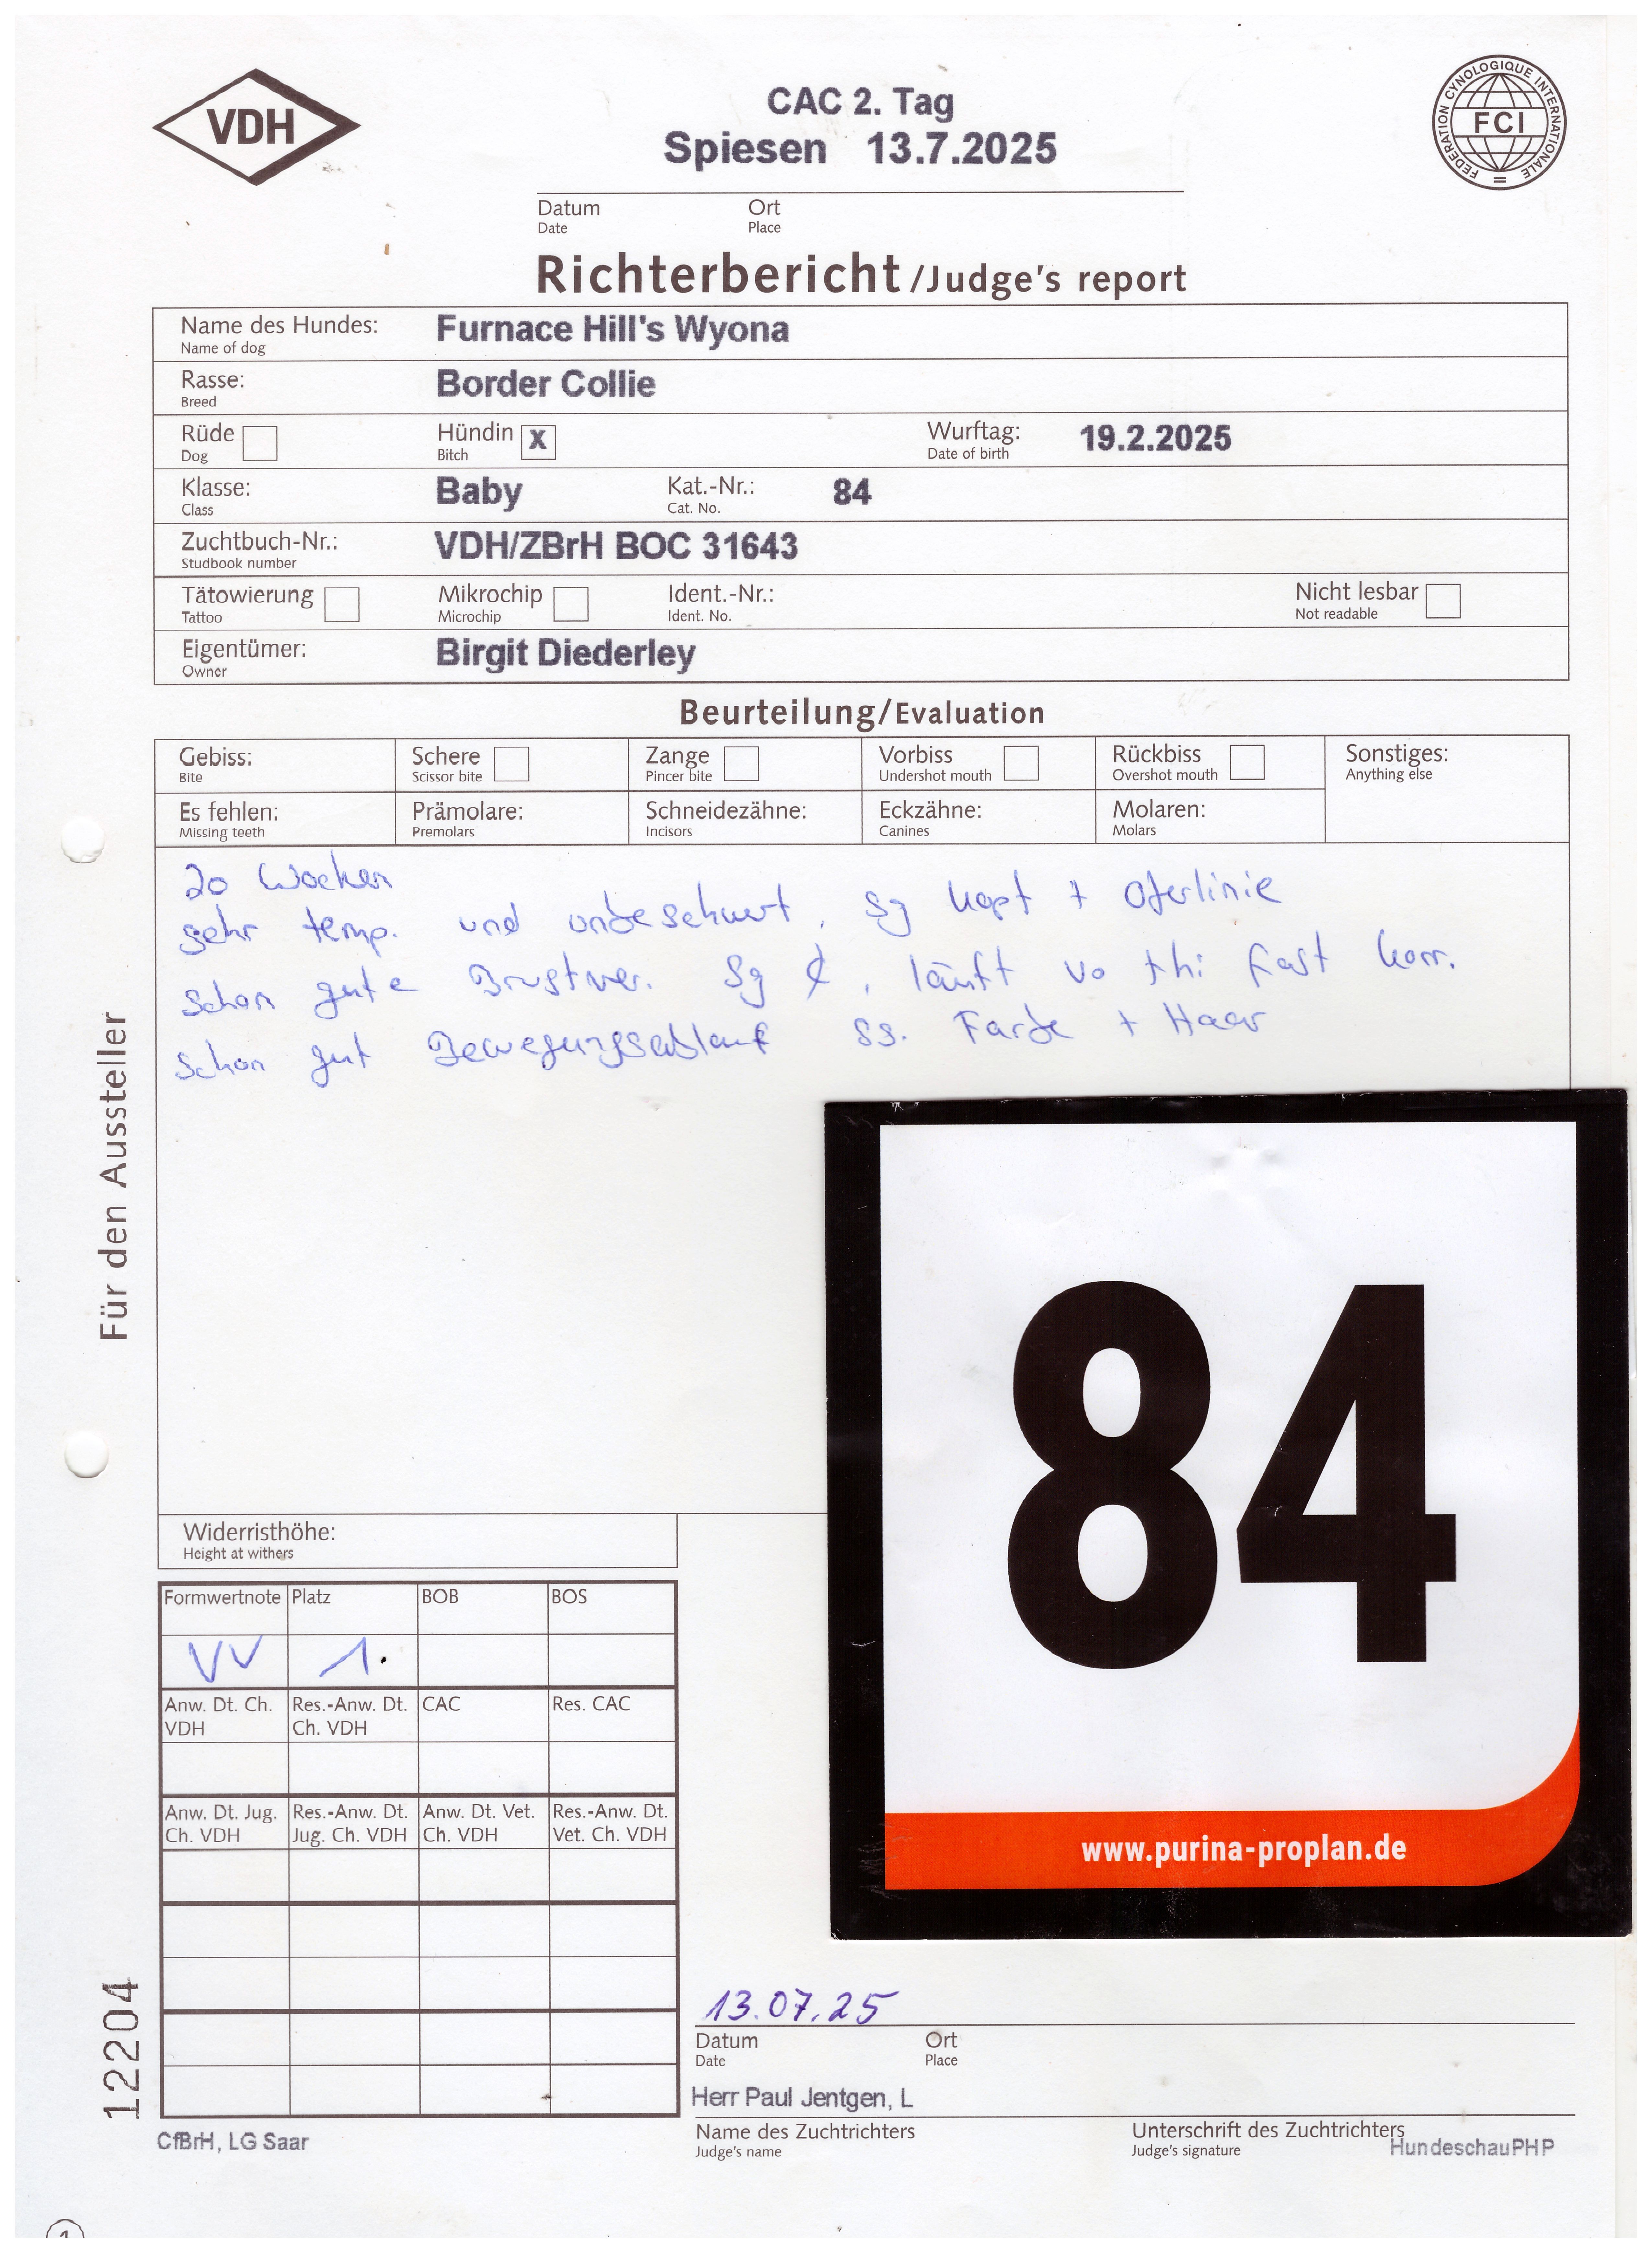 VDH
CAC 2. Tag
Spiesen 13.7.2025
FEDERATION CYNOLOGIQUE INTERNATIONALE
FCI
Datum Ort
Date Place
Richterbericht /Judge's report
Name des Hundes: Furnace Hill's Wyona
Name of dog
Rasse: Border Collie
Breed
Rüde Hündin X Wurftag: 19.2.2025
Dog Bitch Date of birth
Klasse: Baby Kat.-Nr.: 84
Class Cat. No.
Zuchtbuch-Nr.: VDH/ZBrH BOC 31643
Studbook number
Tätowierung Mikrochip Ident.-Nr.: Nicht lesbar
Tattoo Microchip Ident. No. Not readable
Eigentümer: Birgit Diederley
Owner
Beurteilung/Evaluation
Gebiss: Schere Zange Vorbiss Rückbiss Sonstiges:
Bite Scissor bite Pincer bite Undershot mouth Overshot mouth Anything else
Es fehlen: Prämolare: Schneidezähne: Eckzähne: Molaren:
Missing teeth Premolars Incisors Canines Molars
20 Wochen
sehr temp. und unbeschwert, sg Kopf + Oberlinie
schon gute Brustver. sg läuft vo + hi fast korr.
schon gut Bewegungsablauf sg. Farbe + Haar
Für den Aussteller
84
www.purina-proplan.de
Widerristhöhe:
Height at withers
Formwertnote Platz BOB BOS
VV 1.
Anw. Dt. Ch. VDH Res.-Anw. Dt. Ch. VDH CAC Res. CAC
Anw. Dt. Jug. Ch. VDH Res.-Anw. Dt. Jug. Ch. VDH Anw. Dt. Vet. Ch. VDH Res.-Anw. Dt. Vet. Ch. VDH
12204
13.07.25
Datum Ort
Date Place
Herr Paul Jentgen, L
Name des Zuchtrichters Unterschrift des Zuchtrichters
Judge's name Judge's signature
CfBrH, LG Saar HundeschauPHP